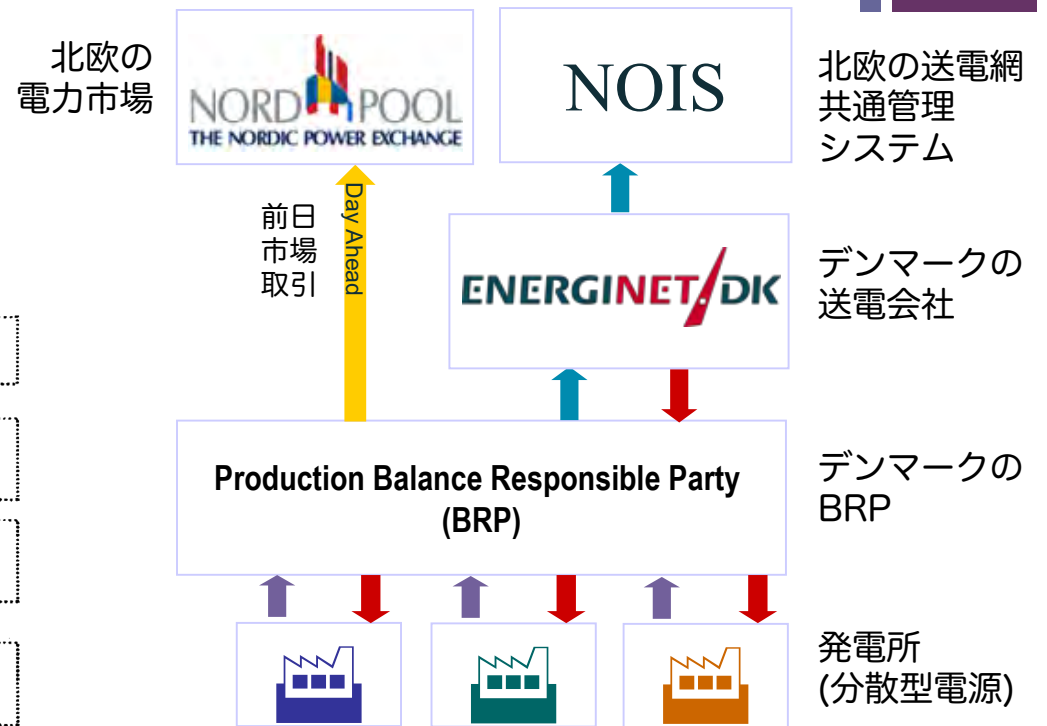 北欧の
電力市場
NORD POOL
THE NORDIC POWER EXCHANGE
NOIS
北欧の送電網
共通管理
システム
前日
市場
取引
Day Ahead
ENERGINET/DK
デンマークの
送電会社
Production Balance Responsible Party
(BRP)
デンマークの
BRP
発電所
(分散型電源)